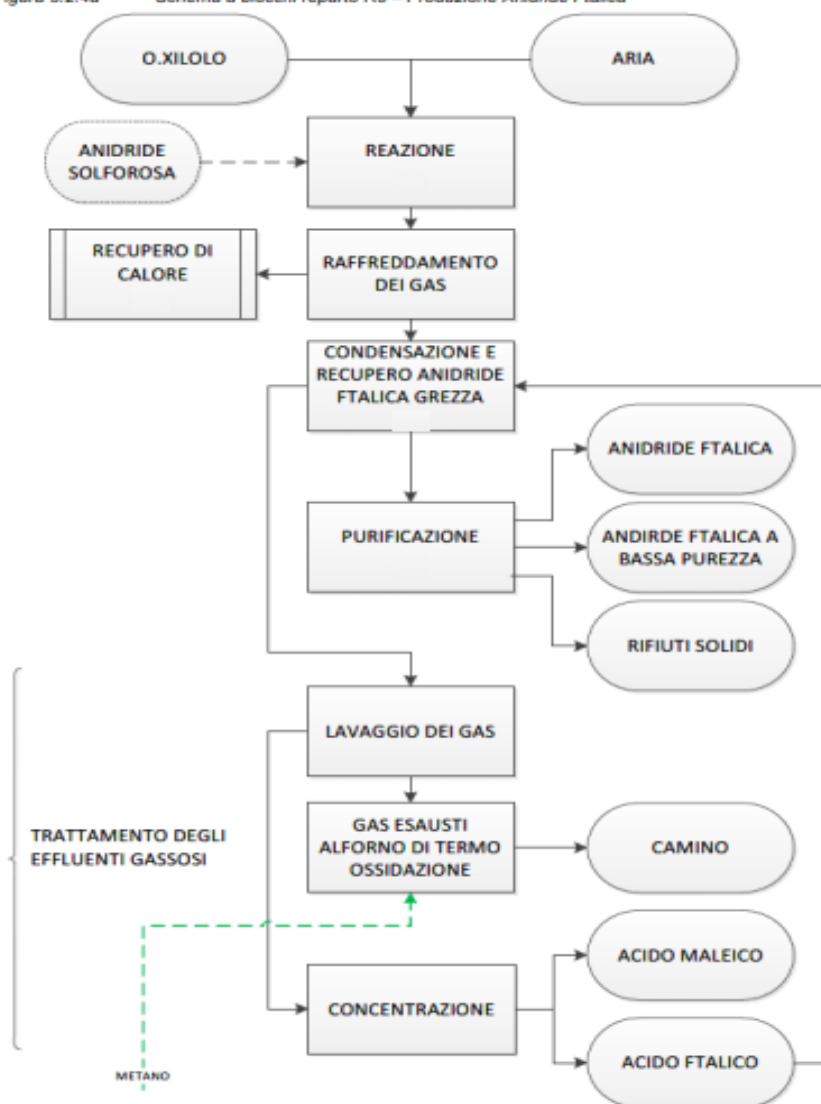 Schema a blocchi reparto
Produzione Anidride Ftalica
O.XILOLO
ARIA
ANIDRIDE
SOLFOROSA
REAZIONE
RECUPERO DI
CALORE
RAFFREDDAMENTO
DEI GAS
CONDENSAZIONE E
RECUPERO ANIDRIDE
FTALICA GREZZA
ANIDRIDE FTALICA
PURIFICAZIONE
ANDIRDE FTALICA A
BASSA PUREZZA
RIFIUTI SOLIDI
LAVAGGIO DEI GAS
TRATTAMENTO DEGLI
EFFLUENTI GASSOSI
GAS ESAUSTI
ALFORNO DI TERMO
OSSIDAZIONE
CAMINO
ACIDO MALEICO
CONCENTRAZIONE
ACIDO FTALICO
METANO